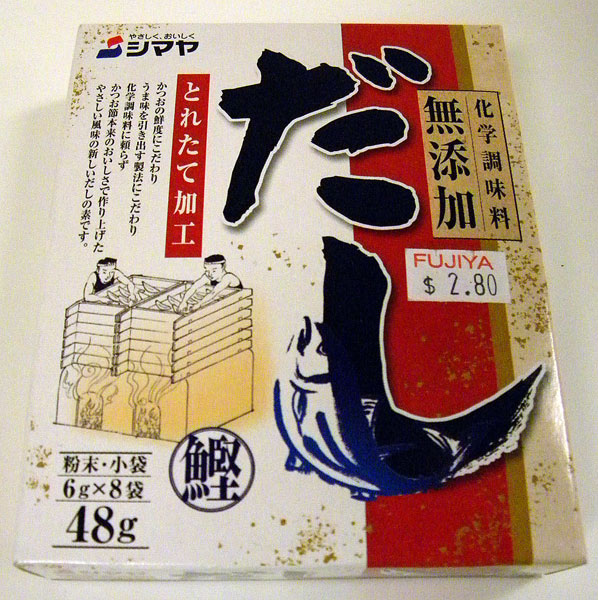 やさしく、おいしく
シマヤ
だし
化学調味料
無添加
とれたて加工
かつおの鮮度にこだわり
うま味を引き出す製法にこだわり
化学調味料に頼らず
かつお節本来のおいしさで作り上げた
やさしい風味の新しいだしの素です。
FUJIYA
$ 2.80
鰹
粉末・小袋
6g×8袋
48g